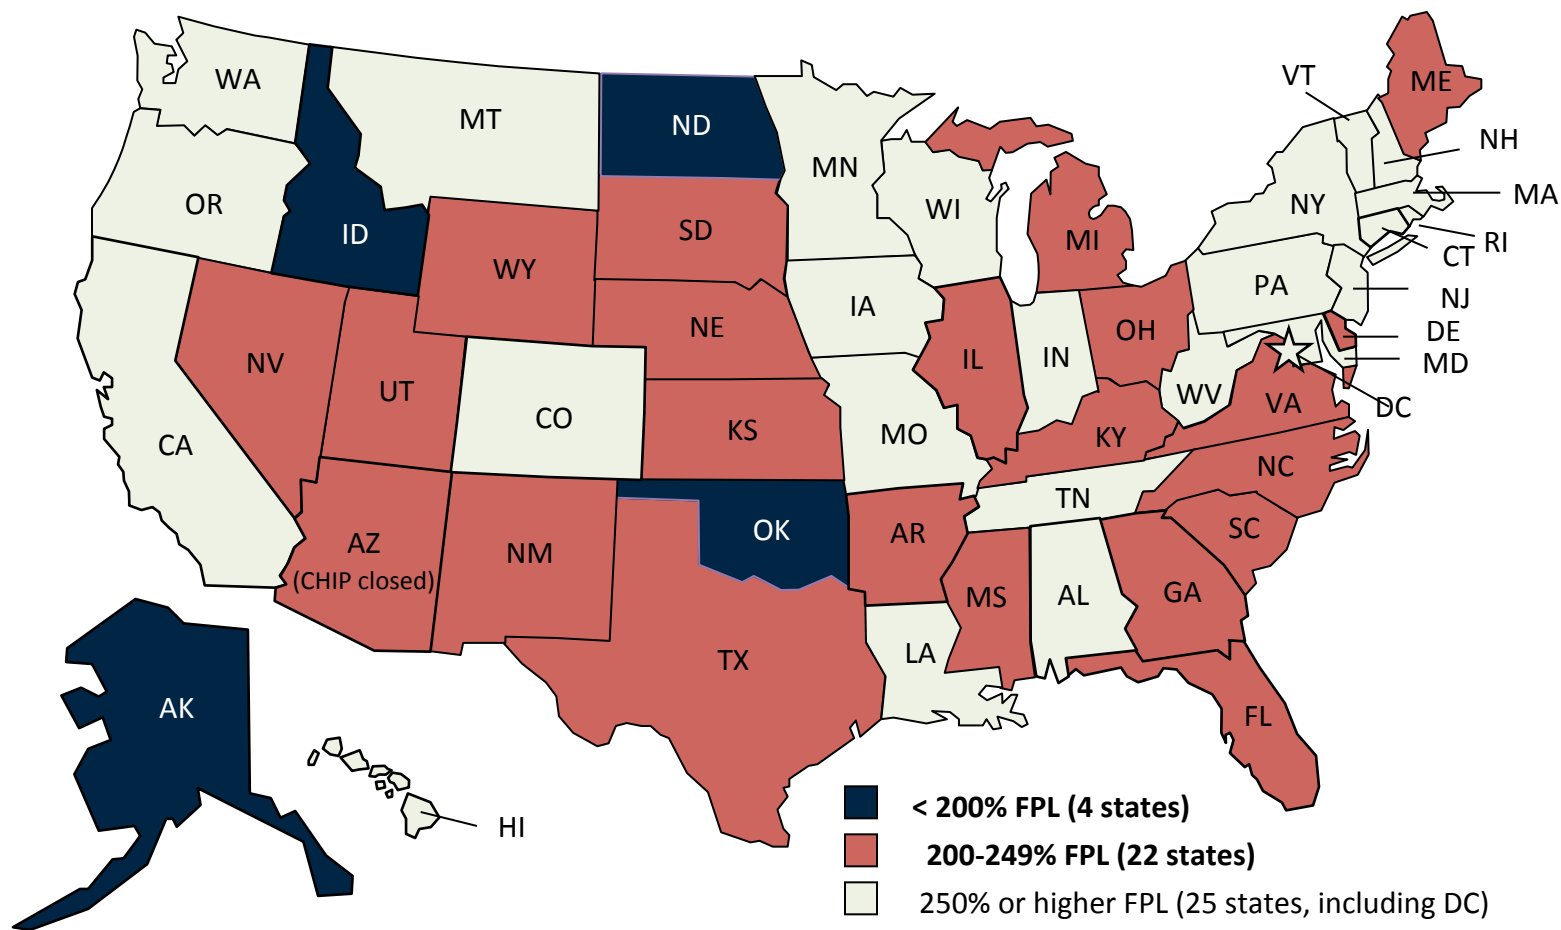 WA
MT
ND
MN
VT
ME
NH
MA
OR
ID
SD
WI
MI
NY
RI
CT
WY
PA
NJ
IA
NE
DE
NV
UT
IL
IN
OH
MD
CO
KS
MO
WV
VA
DC
CA
KY
NC
TN
AZ
(CHIP closed)
NM
OK
AR
SC
MS
AL
GA
TX
LA
AK
FL
HI
< 200% FPL (4 states)
200-249% FPL (22 states)
250% or higher FPL (25 states, including DC)